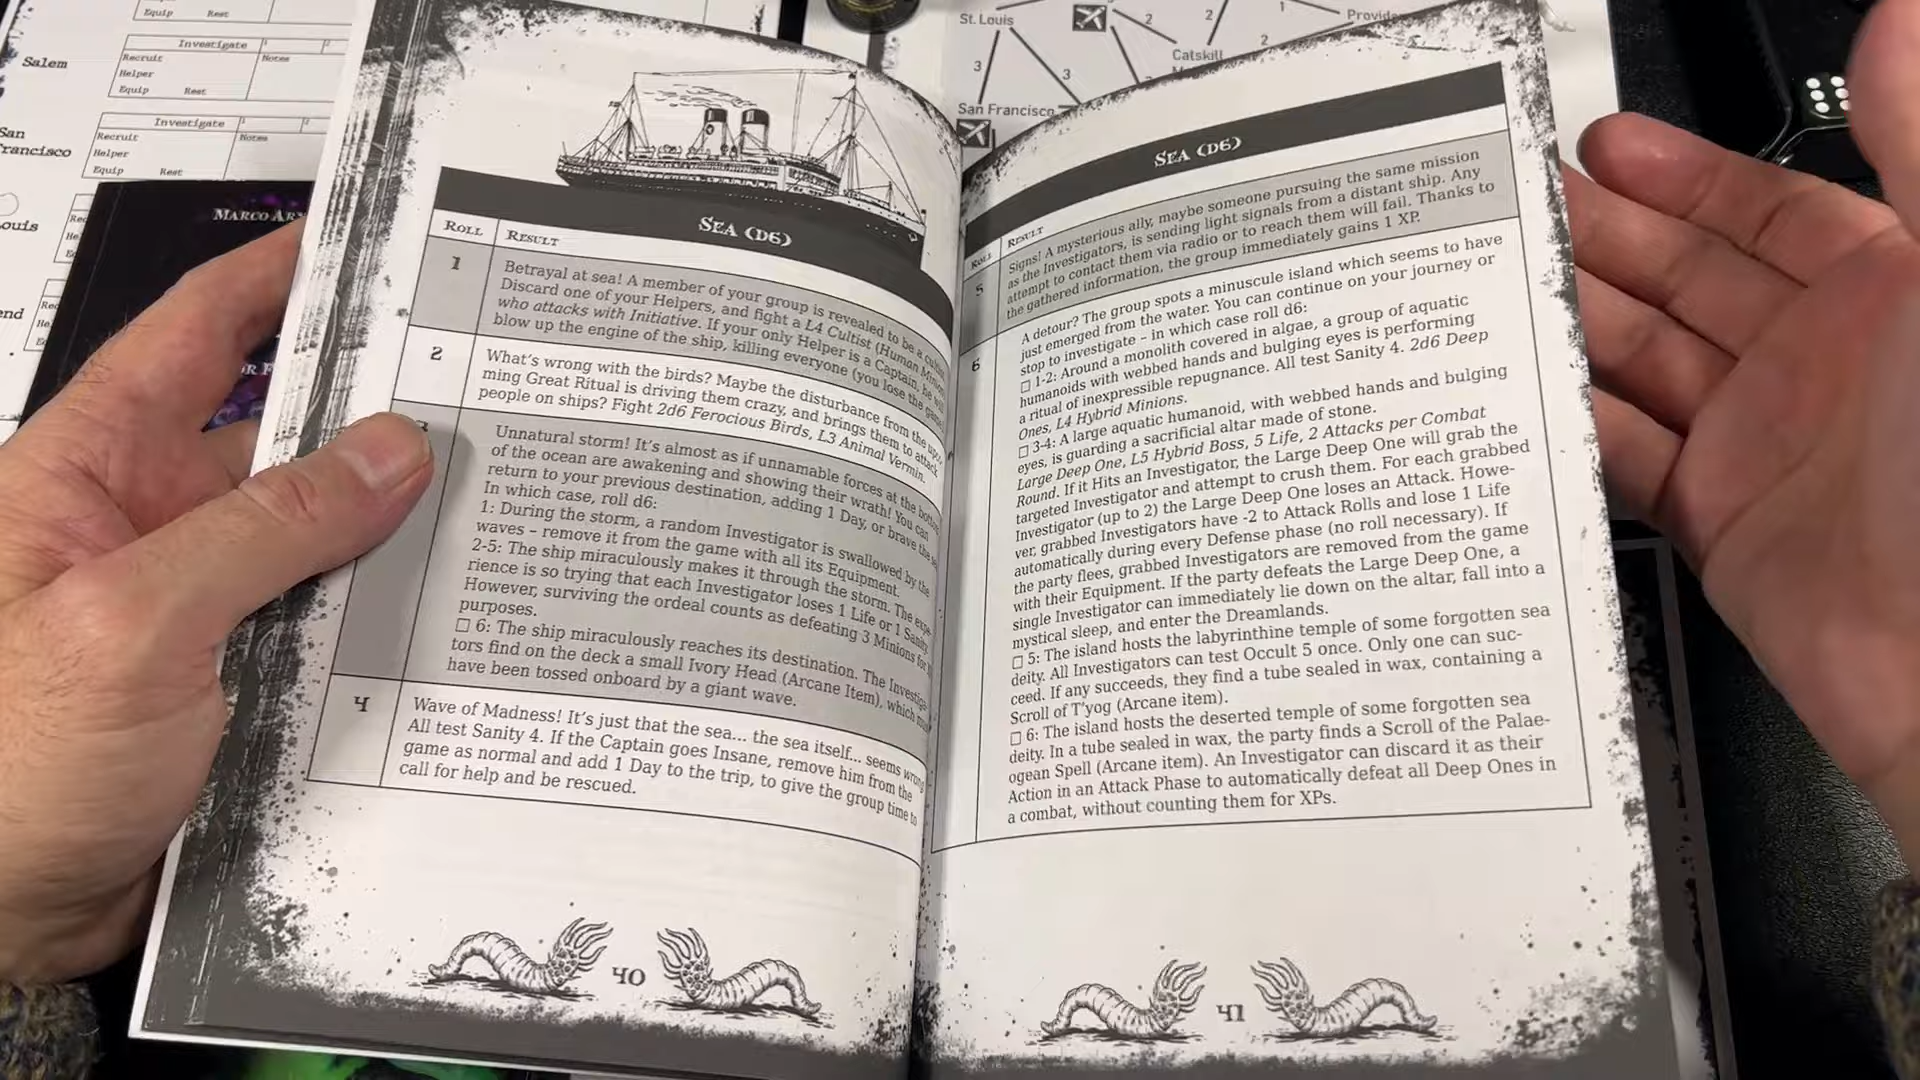 Investigate 1 2
Salem
Recruit Notes
Helper
Equip Rest
Investigate 1
San
Francisco
Recruit Notes
Helper
Equip Rest
Equip Rest
MARCO
St. Louis
2
2
1
Catskill
2
3
3
San Francisco
SEA (D6)
ROLL RESULT
1
Betrayal at sea! A member of your group is revealed to be a
Discard one of your Helpers, and fight a L4 Cultist (Human
who attacks with Initiative. If your only Helper is a Captain, he will
blow up the engine of the ship, killing everyone (you lose the
2
What's wrong with the birds? Maybe the disturbance from the
ming Great Ritual is driving them crazy, and brings them to attack
people on ships? Fight 2d6 Ferocious Birds, L3 Animal Vermin.
Unnatural storm! It's almost as if unnamable forces at the
of the ocean are awakening and showing their wrath! You can
return to your previous destination, adding 1 Day, or brave the
In which case, roll d6:
1: During the storm, a random Investigator is swallowed by the
waves – remove it from the game with all its Equipment.
2-5: The ship miraculously makes it through the storm. The expe-
rience is so trying that each Investigator loses 1 Life or 1 Sanity.
However, surviving the ordeal counts as defeating 3 Minions for
purposes.
☐ 6: The ship miraculously reaches its destination. The Investiga-
tors find on the deck a small Ivory Head (Arcane Item), which
have been tossed onboard by a giant wave.
4
Wave of Madness! It's just that the sea... the sea itself... seems wrong
All test Sanity 4. If the Captain goes Insane, remove him from the
game as normal and add 1 Day to the trip, to give the group time to
call for help and be rescued.
40
SEA (D6)
ROLL RESULT
5
Signs! A mysterious ally, maybe someone pursuing the same mission
as the Investigators, is sending light signals from a distant ship. Any
attempt to contact them via radio or to reach them will fail. Thanks to
the gathered information, the group immediately gains 1 XP.
6
A detour? The group spots a minuscule island which seems to have
just emerged from the water. You can continue on your journey or
stop to investigate – in which case roll d6:
☐ 1-2: Around a monolith covered in algae, a group of aquatic
humanoids with webbed hands and bulging eyes is performing
a ritual of inexpressible repugnance. All test Sanity 4. 2d6 Deep
Ones, L4 Hybrid Minions.
☐ 3-4: A large aquatic humanoid, with webbed hands and bulging
eyes, is guarding a sacrificial altar made of stone.
Large Deep One, L5 Hybrid Boss, 5 Life, 2 Attacks per Combat
Round. If it Hits an Investigator, the Large Deep One will grab the
targeted Investigator and attempt to crush them. For each grabbed
Investigator (up to 2) the Large Deep One loses an Attack. Howe-
ver, grabbed Investigators have -2 to Attack Rolls and lose 1 Life
automatically during every Defense phase (no roll necessary). If
the party flees, grabbed Investigators are removed from the game
with their Equipment. If the party defeats the Large Deep One, a
single Investigator can immediately lie down on the altar, fall into a
mystical sleep, and enter the Dreamlands.
☐ 5: The island hosts the labyrinthine temple of some forgotten sea
deity. All Investigators can test Occult 5 once. Only one can suc-
ceed. If any succeeds, they find a tube sealed in wax, containing a
Scroll of T'yog (Arcane item).
☐ 6: The island hosts the deserted temple of some forgotten sea
deity. In a tube sealed in wax, the party finds a Scroll of the Palae-
ogean Spell (Arcane item). An Investigator can discard it as their
Action in an Attack Phase to automatically defeat all Deep Ones in
a combat, without counting them for XPs.
41